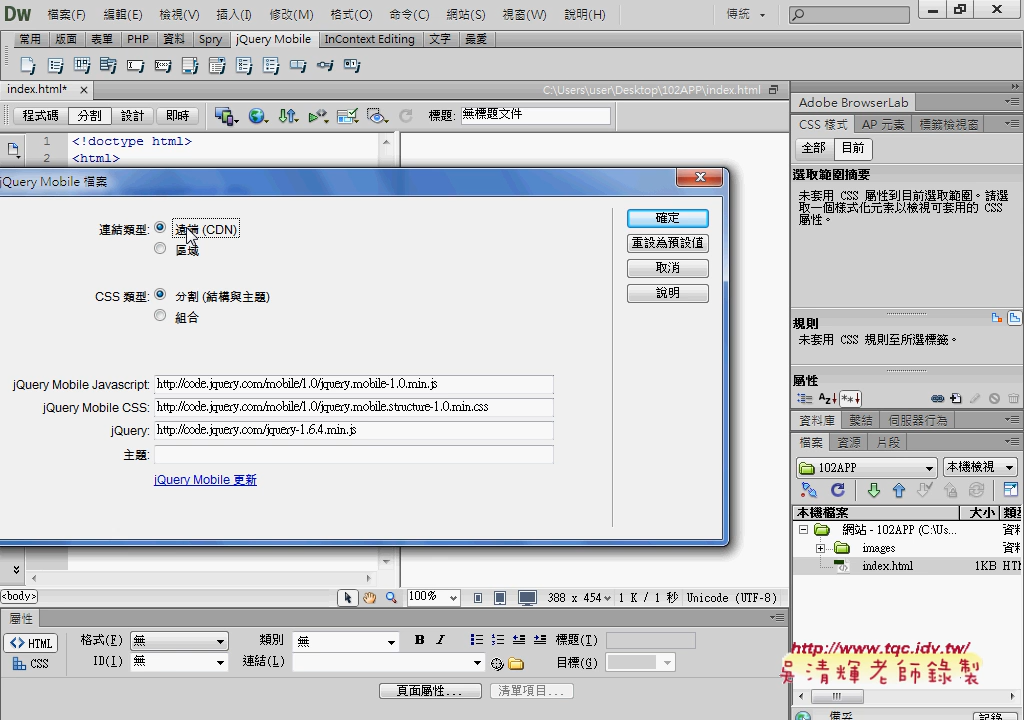 Dw 檔案(F) 編輯(E) 檢視(V) 插入(I) 修改(M) 格式(O) 命令(C) 網站(S) 視窗(W) 說明(H) 傳統
常用 版面 表單 PHP 資料 Spry jQuery Mobile InContext Editing 文字 最愛
index.html* C:\Users\user\Desktop\102APP\index.html
程式碼 分割 設計 即時 標題: 無標題文件
1 <!doctype html>
2 <html>
jQuery Mobile 檔案
連結類型: 遠端 (CDN)
區域
CSS 類型: 分割 (結構與主題)
組合
jQuery Mobile Javascript: http://code.jquery.com/mobile/1.0/jquery.mobile-1.0.min.js
jQuery Mobile CSS: http://code.jquery.com/mobile/1.0/jquery.mobile.structure-1.0.min.css
jQuery: http://code.jquery.com/jquery-1.6.4.min.js
主題:
jQuery Mobile 更新
確定
重設為預設值
取消
說明
Adobe BrowserLab
CSS 樣式 AP 元素 標籤檢視窗
全部 目前
選取範圍摘要
未套用 CSS 屬性到目前選取範圍。請選
取一個樣式化元素以檢視可套用的 CSS
屬性。
規則
未套用 CSS 規則至所選標籤。
屬性
資料庫 繫結 伺服器行為
檔案 資源 片段
102APP 本機檢視
本機檔案 大小 類型
網站 - 102APP (C:\Us... 資料
images 資料
index.html 1KB HTM
<body> 100% 388 x 454 1 K / 1 秒 Unicode (UTF-8)
屬性
HTML 格式(F) 無 類別 無 B I 標題(T)
CSS ID(I) 無 連結(L) 目標(G)
頁面屬性... 清單項目...
http://www.tqc.idv.tw/
吳清輝老師錄製
備妥 記錄